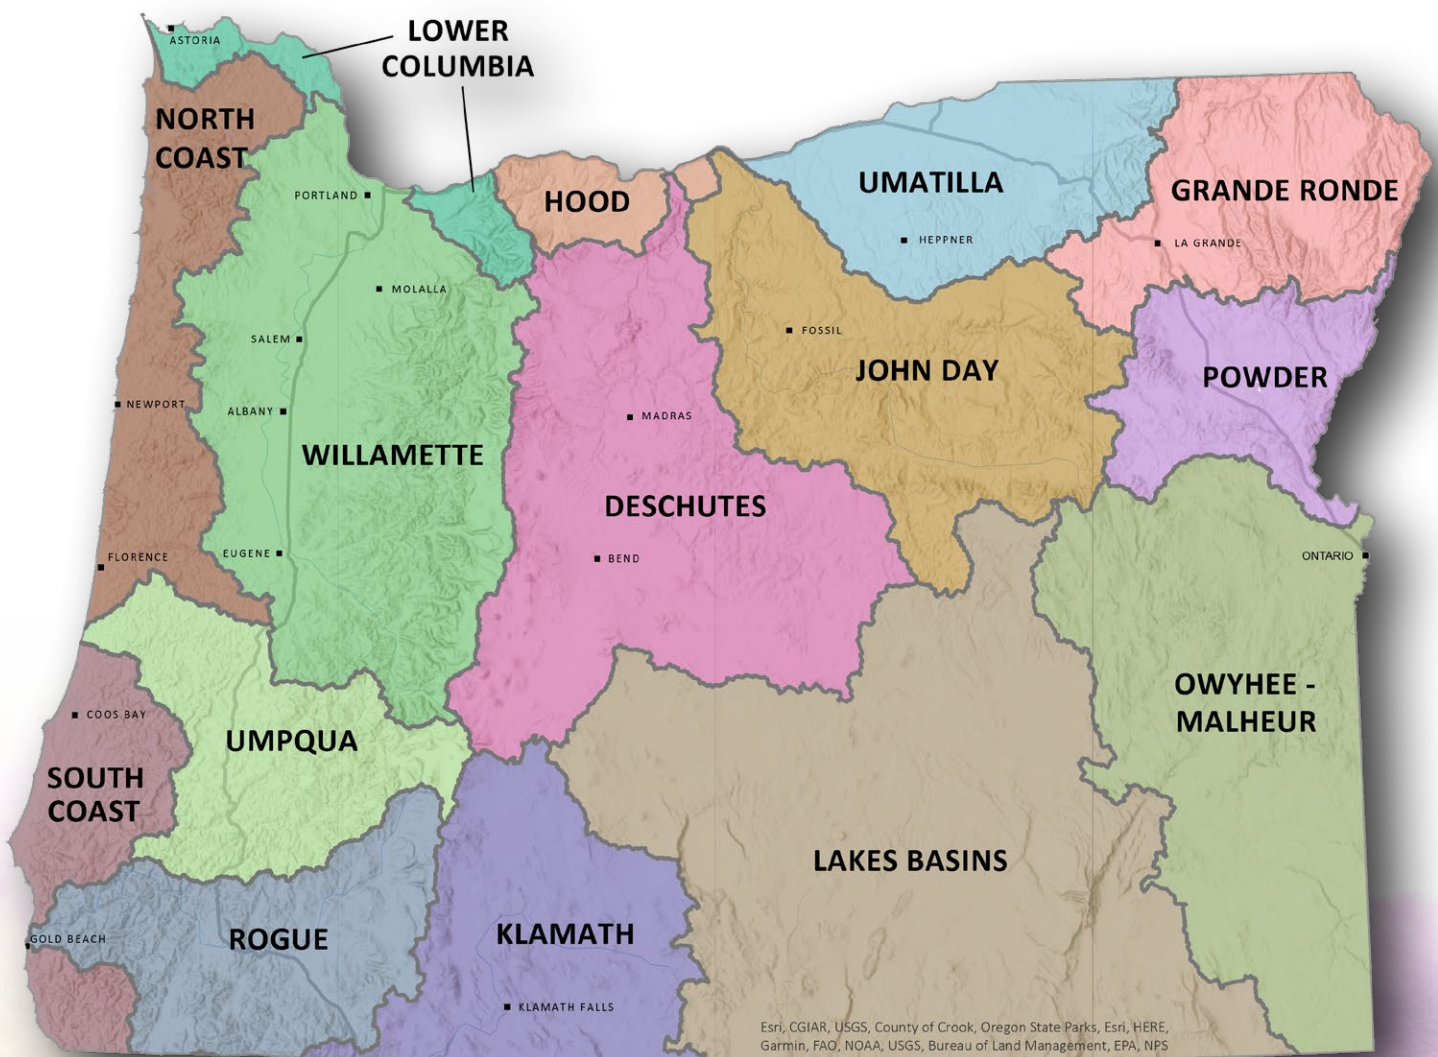 LOWER
COLUMBIA
ASTORIA
NORTH
COAST
PORTLAND
HOOD
UMATILLA
GRANDE RONDE
HEPPNER
LA GRANDE
MOLALLA
SALEM
FOSSIL
JOHN DAY
POWDER
NEWPORT
ALBANY
MADRAS
WILLAMETTE
DESCHUTES
FLORENCE
EUGENE
BEND
ONTARIO
OWYHEE -
MALHEUR
COOS BAY
UMPQUA
SOUTH
COAST
LAKES BASINS
GOLD BEACH
ROGUE
KLAMATH
KLAMATH FALLS
Esri, CGIAR, USGS, County of Crook, Oregon State Parks, Esri, HERE,
Garmin, FAO, NOAA, USGS, Bureau of Land Management, EPA, NPS